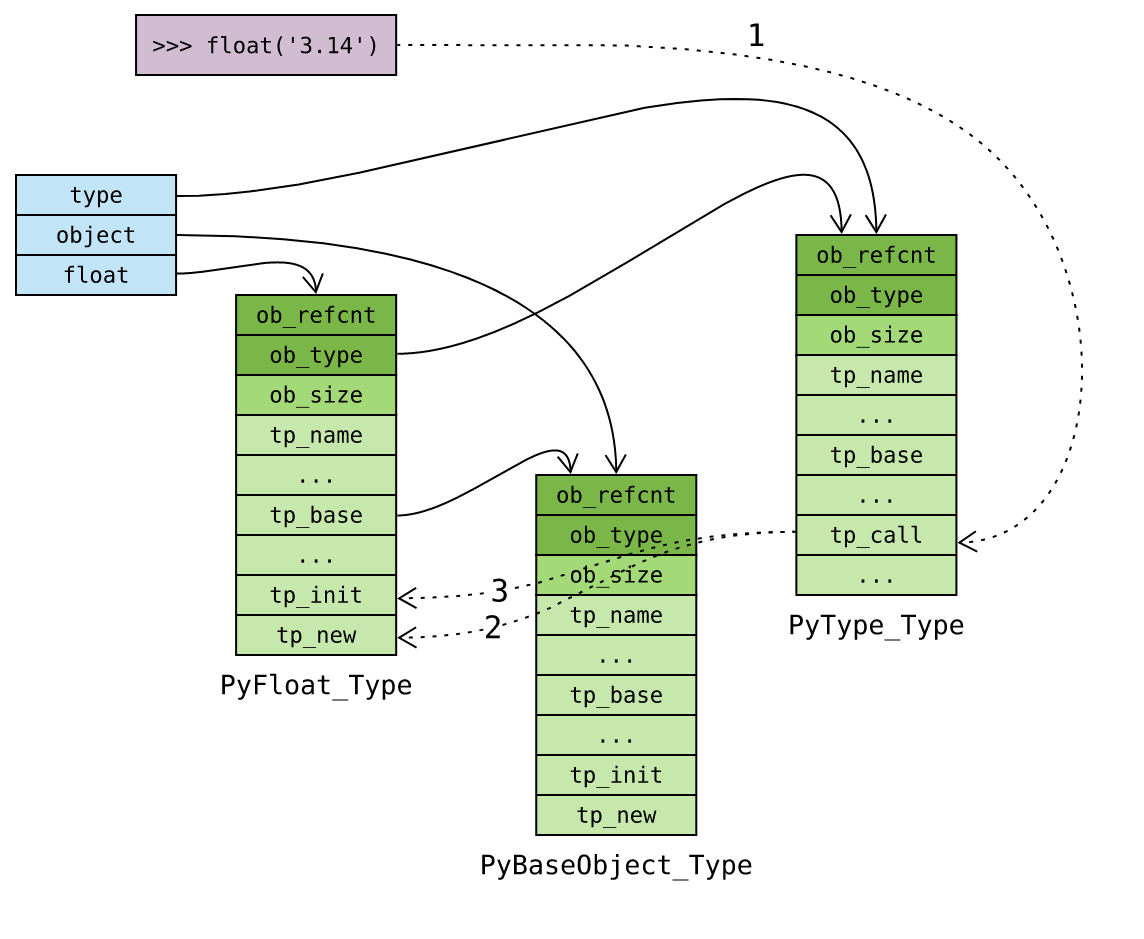 >>> float('3.14')
1
type
object
float
ob_refcnt
ob_type
ob_size
tp_name
...
tp_base
...
tp_init
tp_new
PyFloat_Type
3
2
ob_refcnt
ob_type
ob_size
tp_name
...
tp_base
...
tp_init
tp_new
PyBaseObject_Type
ob_refcnt
ob_type
ob_size
tp_name
...
tp_base
...
tp_call
...
PyType_Type